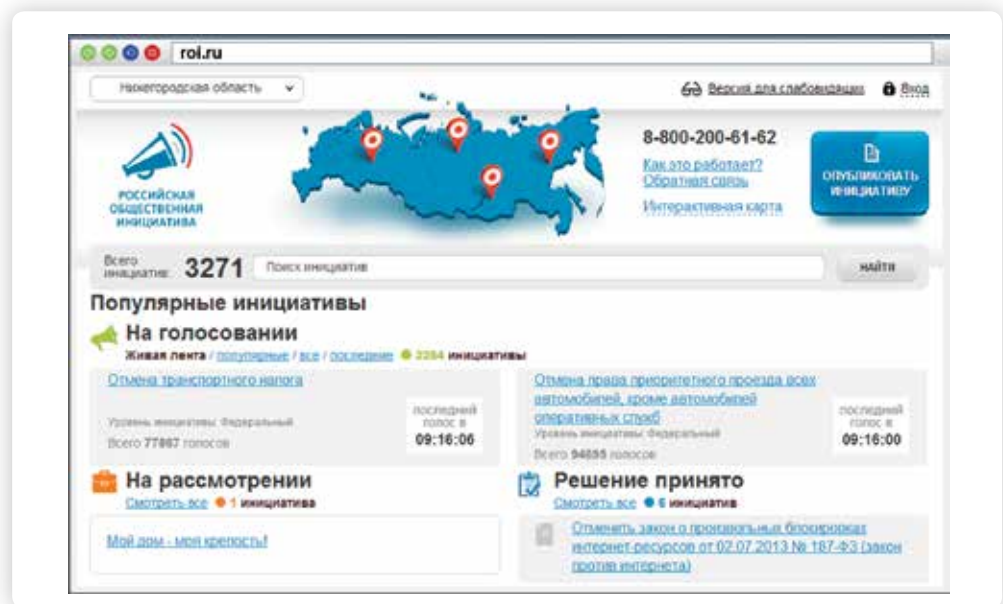 roi.ru
Нижегородская область
Версия для слабовидящих
Вход
РОССИЙСКАЯ
ОБЩЕСТВЕННАЯ
ИНИЦИАТИВА
8-800-200-61-62
Как это работает?
Обратная связь
Интерактивная карта
ОПУБЛИКОВАТЬ
ИНИЦИАТИВУ
Всего
инициатив:
3271
Поиск инициатив
НАЙТИ
Популярные инициативы
На голосовании
Живая лента / популярные / все / последние 2264 инициативы
Отмена транспортного налога
Уровень инициативы: Федеральный
Всего 77867 голосов
последний
голос в
09:16:06
Отмена права приоритетного проезда всех
автомобилей, кроме автомобилей
оперативных служб
Уровень инициативы: Федеральный
Всего 94695 голосов
последний
голос в
09:16:00
На рассмотрении
Смотреть все 1 инициатива
Мой дом - моя крепость!
Решение принято
Смотреть все 6 инициатив
Отменить закон о произвольных блокировках
интернет-ресурсов от 02.07.2013 № 187-ФЗ (закон
против интернета)